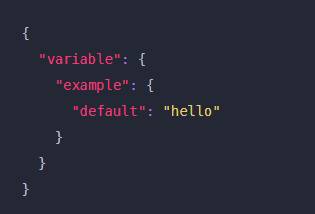 {
  "variable": {
    "example": {
      "default": "hello"
    }
  }
}